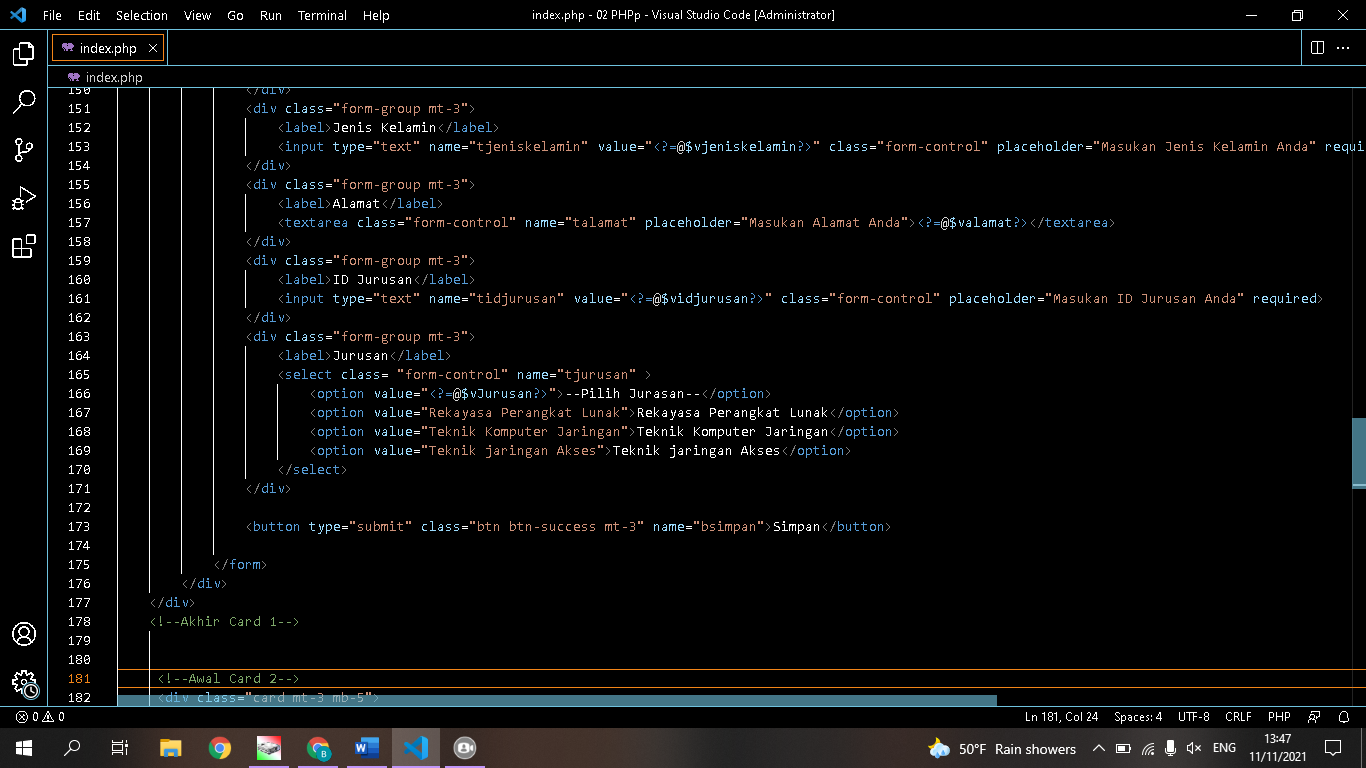 File Edit Selection View Go Run Terminal Help index.php - 02 PHPp - Visual Studio Code [Administrator]
index.php
index.php
150 </div>
151 <div class="form-group mt-3">
152 <label>Jenis Kelamin</label>
153 <input type="text" name="tjeniskelamin" value="<?=@$vjeniskelamin?>" class="form-control" placeholder="Masukan Jenis Kelamin Anda" requi
154 </div>
155 <div class="form-group mt-3">
156 <label>Alamat</label>
157 <textarea class="form-control" name="talamat" placeholder="Masukan Alamat Anda"><?=@$valamat?></textarea>
158 </div>
159 <div class="form-group mt-3">
160 <label>ID Jurusan</label>
161 <input type="text" name="tidjurusan" value="<?=@$vidjurusan?>" class="form-control" placeholder="Masukan ID Jurusan Anda" required>
162 </div>
163 <div class="form-group mt-3">
164 <label>Jurusan</label>
165 <select class= "form-control" name="tjurusan" >
166 <option value="<?=@$vJurusan?>">--Pilih Jurasan--</option>
167 <option value="Rekayasa Perangkat Lunak">Rekayasa Perangkat Lunak</option>
168 <option value="Teknik Komputer Jaringan">Teknik Komputer Jaringan</option>
169 <option value="Teknik jaringan Akses">Teknik jaringan Akses</option>
170 </select>
171 </div>
172
173 <button type="submit" class="btn btn-success mt-3" name="bsimpan">Simpan</button>
174
175 </form>
176 </div>
177 </div>
178 <!--Akhir Card 1-->
179
180
181 <!--Awal Card 2-->
182 <div class="card mt-3 mb-5">
0 0 Ln 181, Col 24 Spaces: 4 UTF-8 CRLF PHP
50°F Rain showers ENG 13:47
11/11/2021